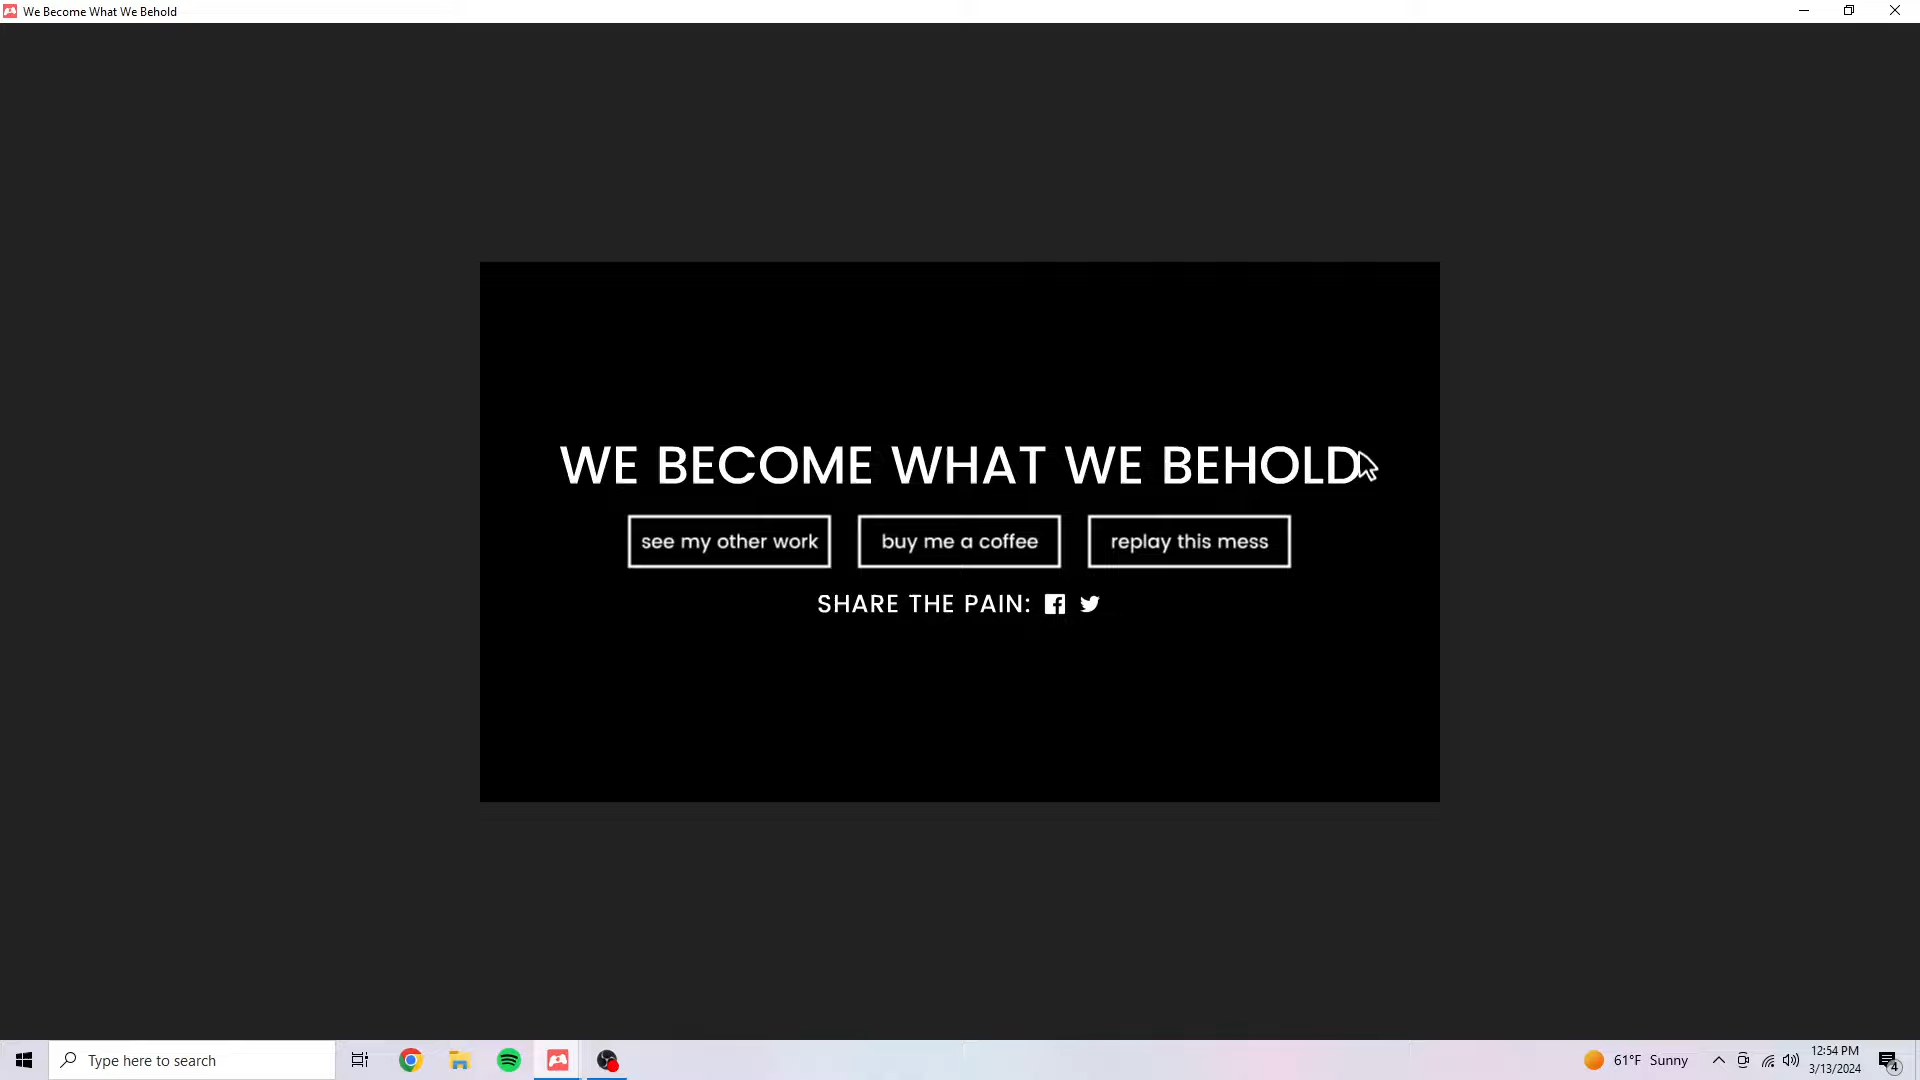 We Become What We Behold
WE BECOME WHAT WE BEHOLD
see my other work
buy me a coffee
replay this mess
SHARE THE PAIN:
Type here to search
61°F Sunny
12:54 PM
3/13/2024
4